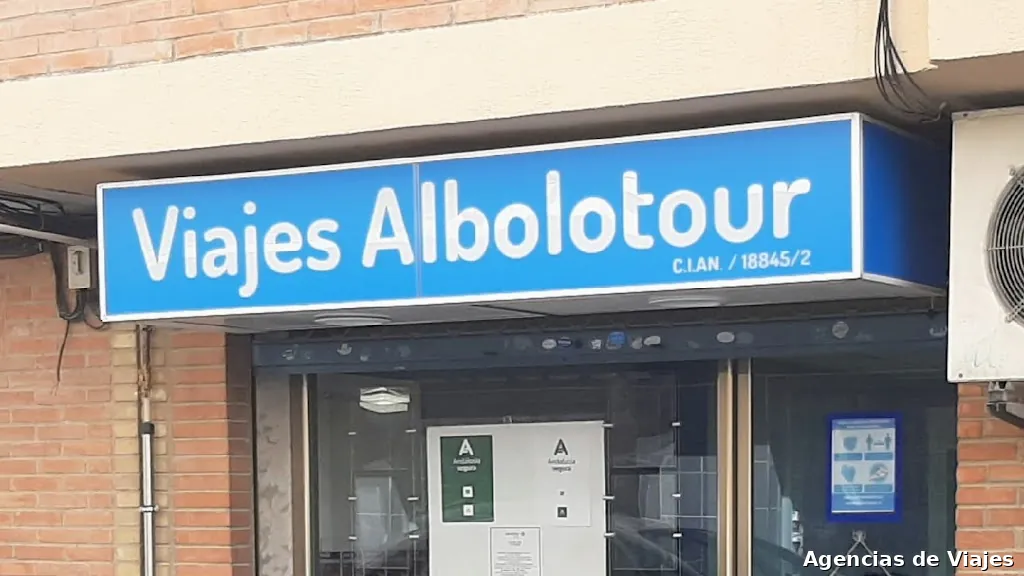 Viajes Albolotour
C.I.AN. / 18845/2
Andalucía
segura
Andalucía
segura
Agencias de Viajes